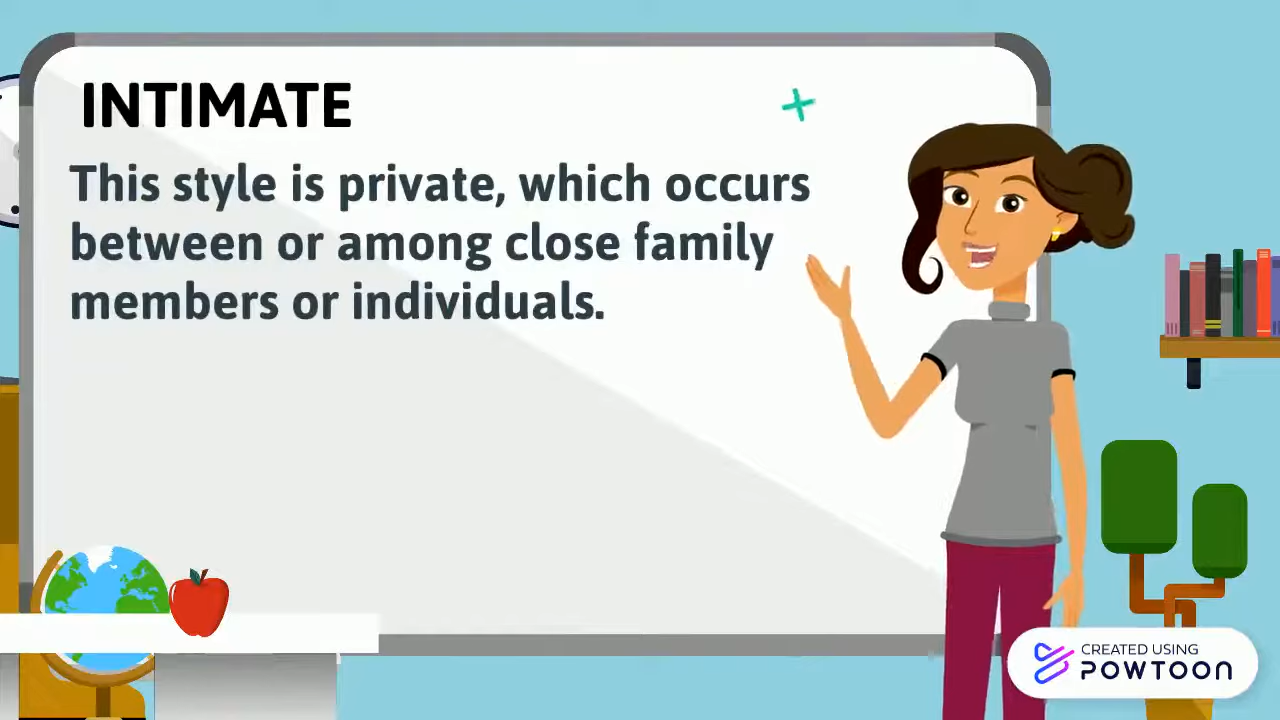 INTIMATE
This style is private, which occurs
between or among close family
members or individuals.
CREATED USING
POWTOON